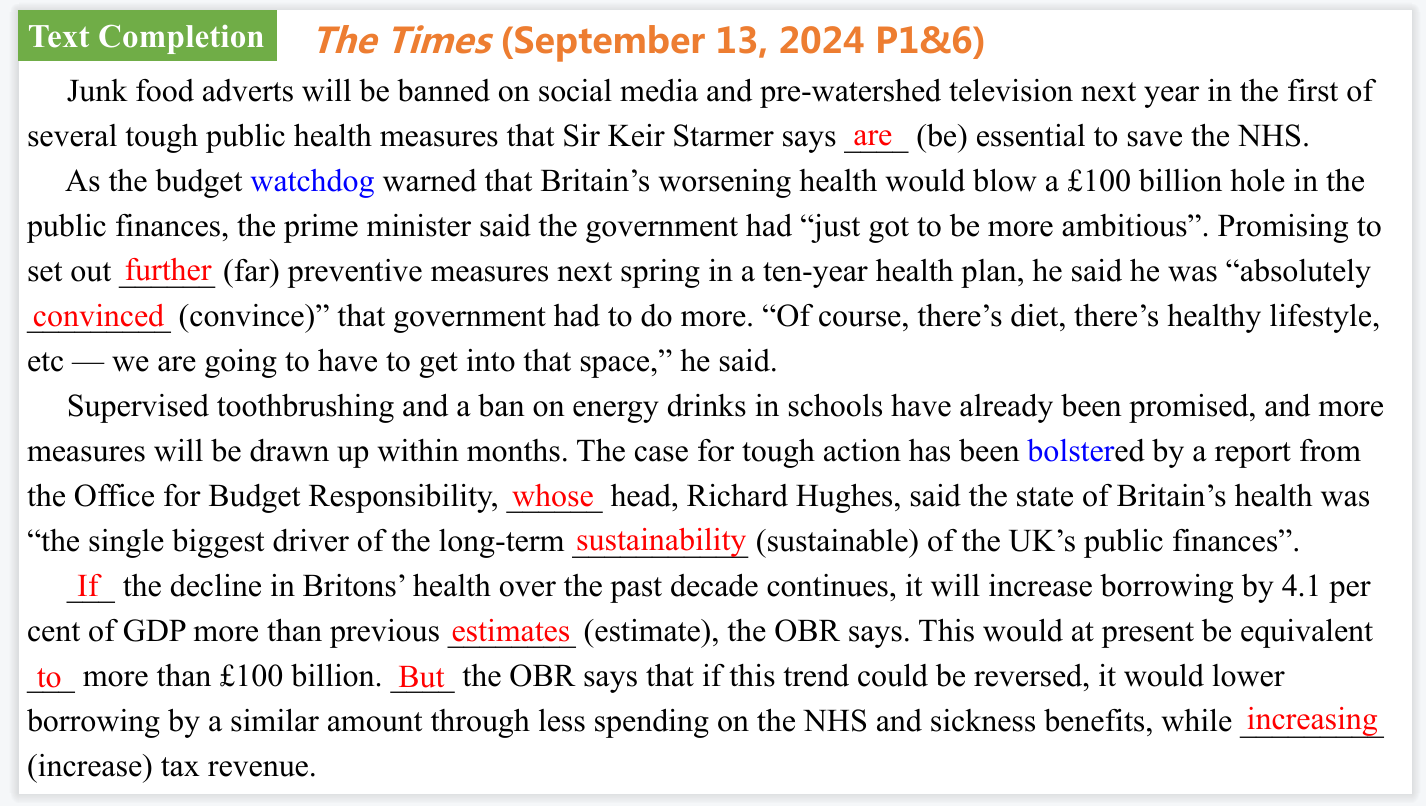 Text Completion The Times (September 13, 2024 P1&6)
Junk food adverts will be banned on social media and pre-watershed television next year in the first of
several tough public health measures that Sir Keir Starmer says are (be) essential to save the NHS.
As the budget watchdog warned that Britain’s worsening health would blow a £100 billion hole in the
public finances, the prime minister said the government had “just got to be more ambitious”. Promising to
set out further (far) preventive measures next spring in a ten-year health plan, he said he was “absolutely
convinced (convince)” that government had to do more. “Of course, there’s diet, there’s healthy lifestyle,
etc — we are going to have to get into that space,” he said.
Supervised toothbrushing and a ban on energy drinks in schools have already been promised, and more
measures will be drawn up within months. The case for tough action has been bolstered by a report from
the Office for Budget Responsibility, whose head, Richard Hughes, said the state of Britain’s health was
“the single biggest driver of the long-term sustainability (sustainable) of the UK’s public finances”.
If the decline in Britons’ health over the past decade continues, it will increase borrowing by 4.1 per
cent of GDP more than previous estimates (estimate), the OBR says. This would at present be equivalent
to more than £100 billion. But the OBR says that if this trend could be reversed, it would lower
borrowing by a similar amount through less spending on the NHS and sickness benefits, while increasing
(increase) tax revenue.